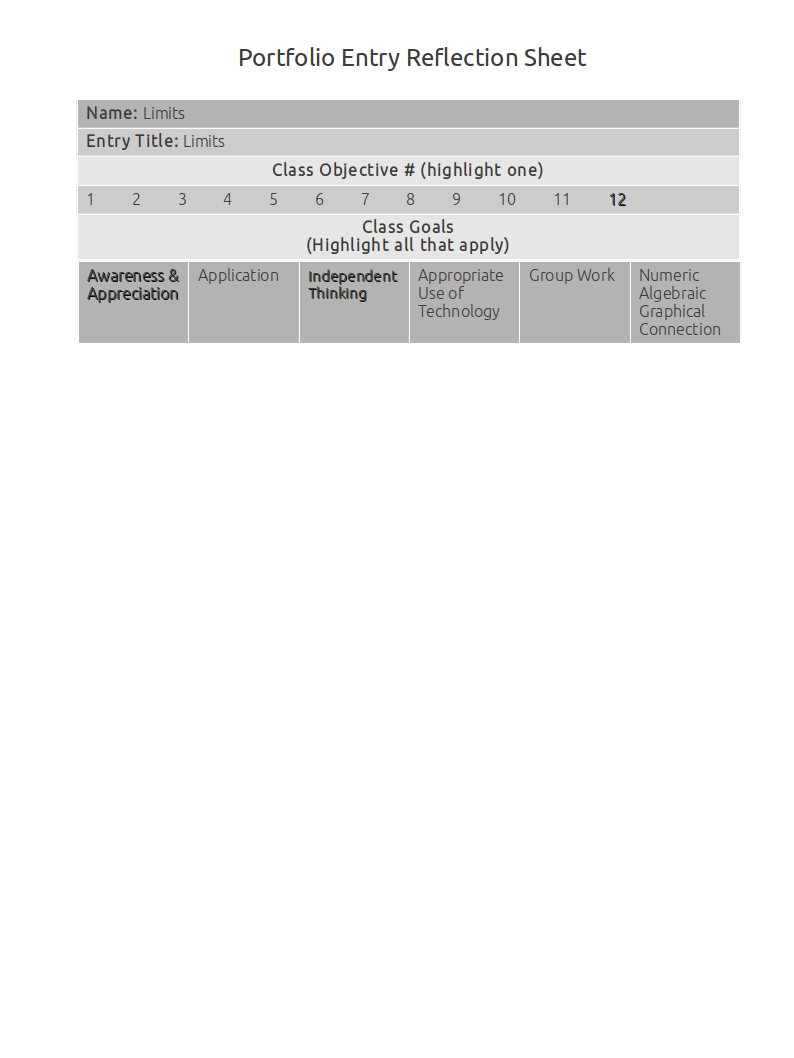 Portfolio Entry Reflection Sheet
Name: Limits
Entry Title: Limits
Class Objective # (highlight one)
1 2 3 4 5 6 7 8 9 10 11 12
Class Goals
(Highlight all that apply)
Awareness &
Appreciation
Application
Independent
Thinking
Appropriate
Use of
Technology
Group Work
Numeric
Algebraic
Graphical
Connection